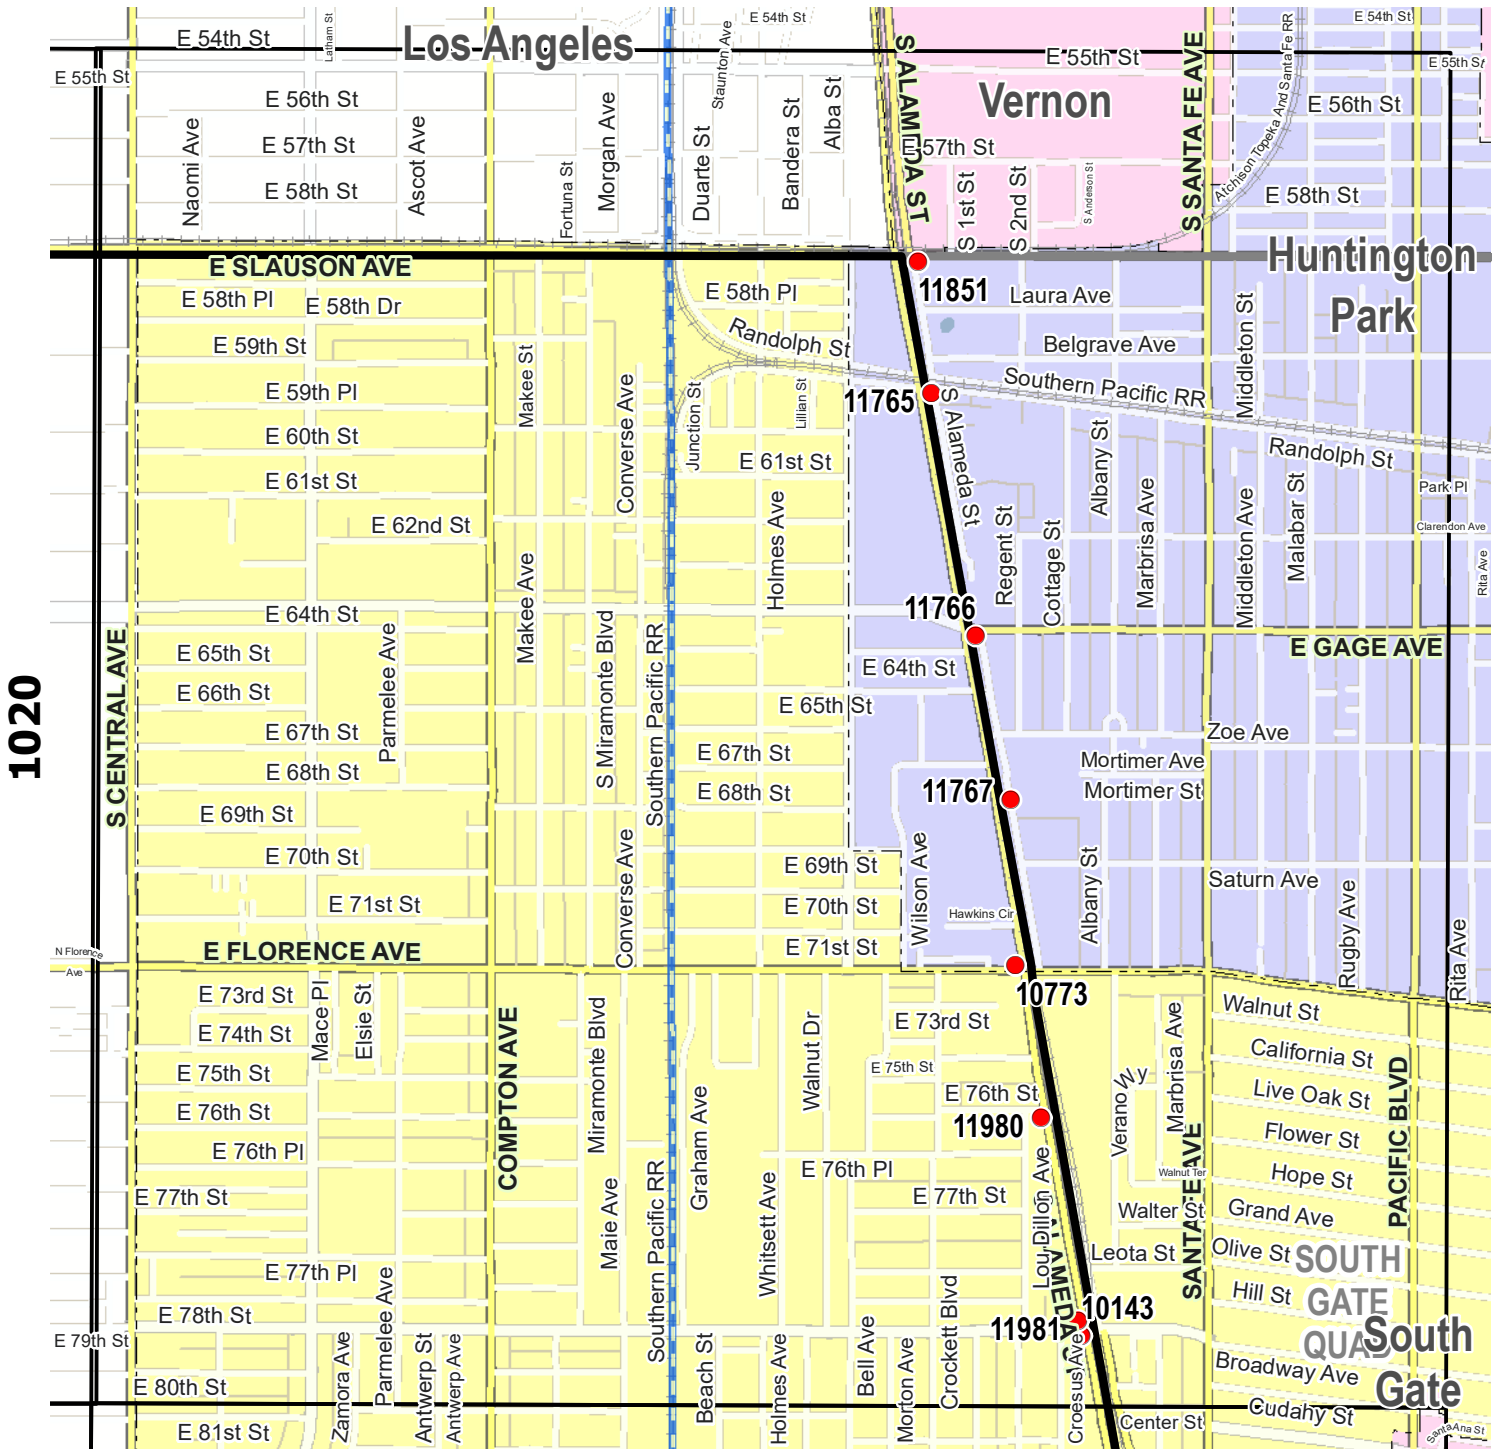 E 54th St
Latham St
Los Angeles
Staunton Ave
E 54th St
S ALAMEDA ST
E 55th St
S SANTA FE AVE
Atchison Topeka And Santa Fe RR
E 54th St
E 55th St
E 55th St
Vernon
E 56th St
E 56th St
Naomi Ave
E 57th St
Ascot Ave
E 58th St
Fortuna St
Morgan Ave
Duarte St
Bandera St
Alba St
E 57th St
S 1st St
S 2nd St
S Anderson St
E 58th St
Huntington
Park
E SLAUSON AVE
11851
E 58th Pl
E 58th Dr
E 58th Pl
Laura Ave
Randolph St
E 59th St
Belgrave Ave
Middleton St
Makee St
E 59th Pl
Converse Ave
Junction St
Lillian St
11765
S Alameda St
Southern Pacific RR
E 60th St
E 61st St
Randolph St
E 61st St
Albany St
Park Pl
E 62nd St
Holmes Ave
Regent St
Cottage St
Marbrisa Ave
Middleton Ave
Malabar St
Clarendon Ave
Rita Ave
Makee Ave
11766
E 64th St
E GAGE AVE
1020
S CENTRAL AVE
E 65th St
Parmelee Ave
S Miramonte Blvd
Southern Pacific RR
E 64th St
E 66th St
E 65th St
E 67th St
E 67th St
Zoe Ave
E 68th St
Mortimer Ave
E 68th St
11767
Mortimer St
E 69th St
E 70th St
Converse Ave
E 69th St
Wilson Ave
Albany St
Saturn Ave
E 71st St
E 70th St
Hawkins Cir
Rugby Ave
Rita Ave
N Florence
Ave
E FLORENCE AVE
E 71st St
10773
E 73rd St
Mace Pl
Elsie St
COMPTON AVE
Miramonte Blvd
Walnut Dr
E 73rd St
Marbrisa Ave
Walnut St
E 74th St
California St
E 75th St
E 75th St
Verano Wy
Live Oak St
PACIFIC BLVD
E 76th St
Graham Ave
E 76th St
11980
Flower St
E 76th Pl
E 76th Pl
Walnut Ter
Hope St
E 77th St
Maie Ave
Southern Pacific RR
Whitsett Ave
E 77th St
Lou Dillon Ave
Walter St
SANTA FE AVE
Grand Ave
Leota St
Olive St
SOUTH
E 77th Pl
Hill St
GATE
E 78th St
Parmelee Ave
Crockett Blvd
ALAMEDA
10143
11981
QUAD
South
E 79th St
Zamora Ave
Antwerp St
Antwerp Ave
Beach St
Holmes Ave
Bell Ave
Morton Ave
Croesus Ave
Broadway Ave
E 80th St
Gate
Cudahy St
E 81st St
Center St
Santa Ana St